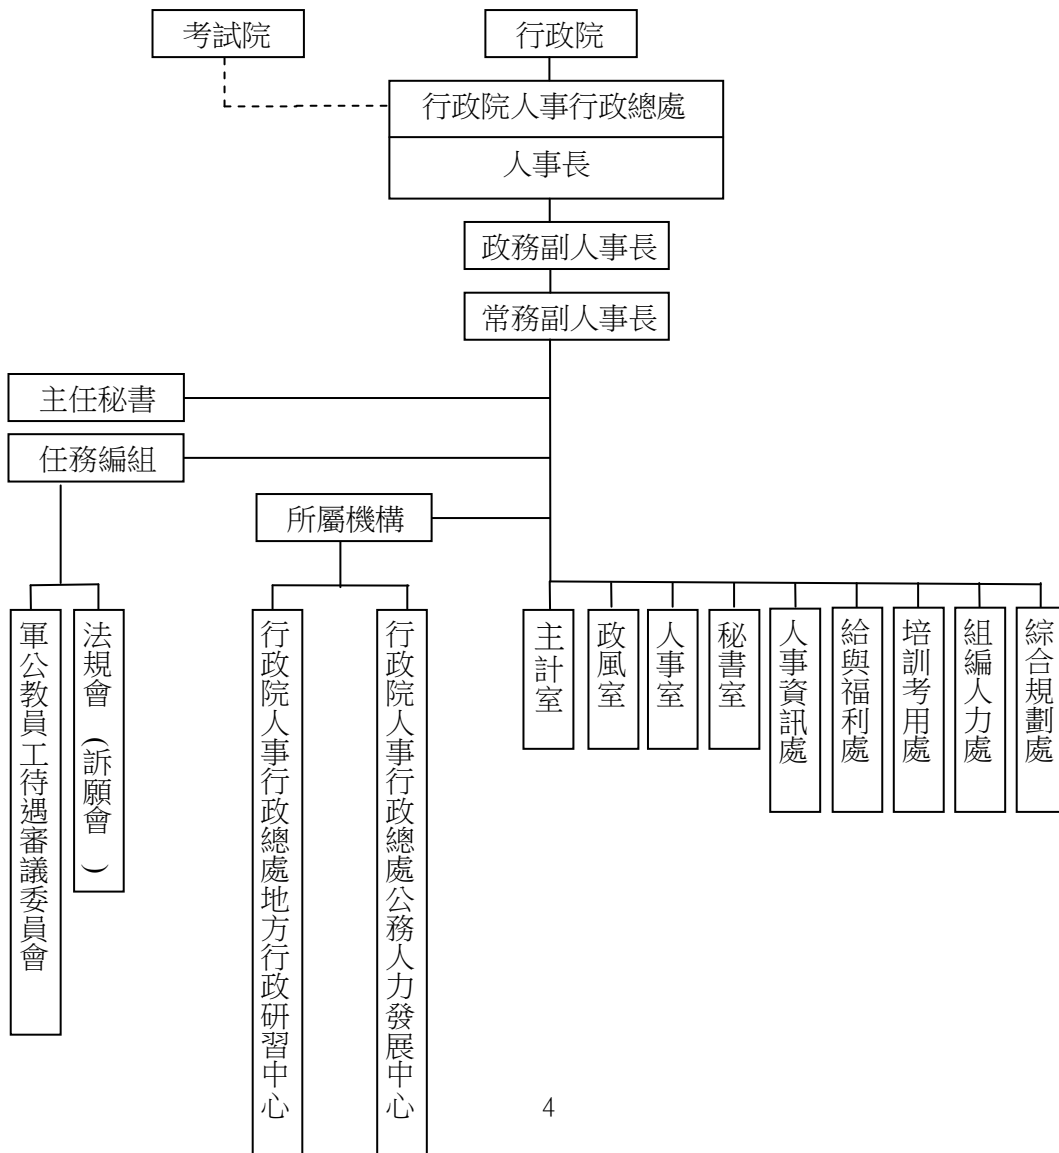 考試院
行政院
行政院人事行政總處
人事長
政務副人事長
常務副人事長
主任秘書
任務編組
所屬機構
軍公教員工待遇審議委員會
法規會（訴願會）
行政院人事行政總處地方行政研習中心
行政院人事行政總處公務人力發展中心
主計室
政風室
人事室
秘書室
人事資訊處
給與福利處
培訓考用處
組編人力處
綜合規劃處
4